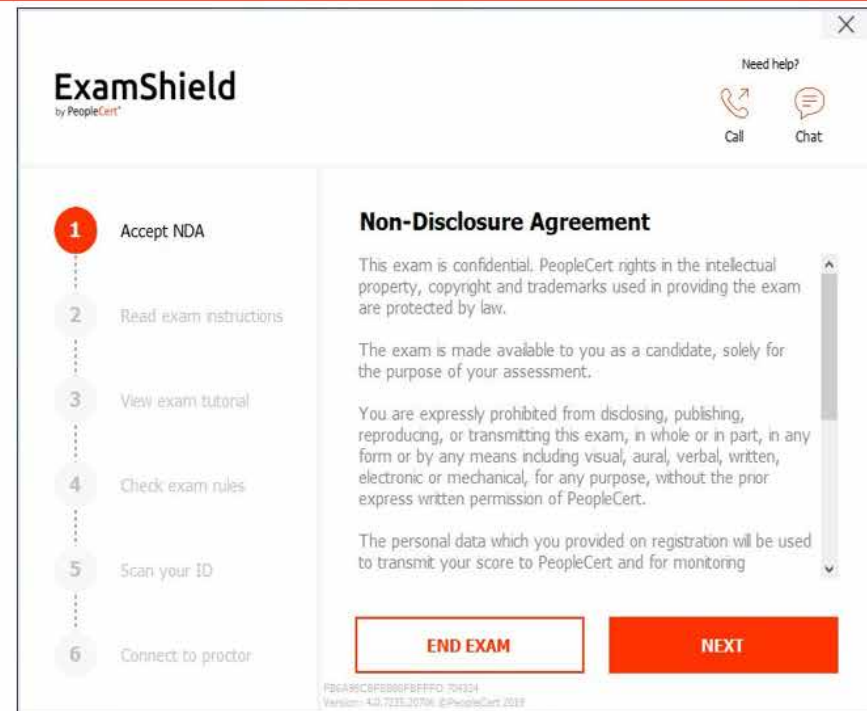 Need help?
ExamShield
by PeopleCert
Call
Chat
1
Accept NDA
2
Read exam instructions
3
View exam tutorial
4
Check exam rules
5
Scan your ID
6
Connect to proctor
Non-Disclosure Agreement
This exam is confidential. PeopleCert rights in the intellectual
property, copyright and trademarks used in providing the exam
are protected by law.
The exam is made available to you as a candidate, solely for
the purpose of your assessment.
You are expressly prohibited from disclosing, publishing,
reproducing, or transmitting this exam, in whole or in part, in any
form or by any means including visual, aural, verbal, written,
electronic or mechanical, for any purpose, without the prior
express written permission of PeopleCert.
The personal data which you provided on registration will be used
to transmit your score to PeopleCert and for monitoring
END EXAM
NEXT
Version: 4.0.7235.20706 ©PeopleCert 2019